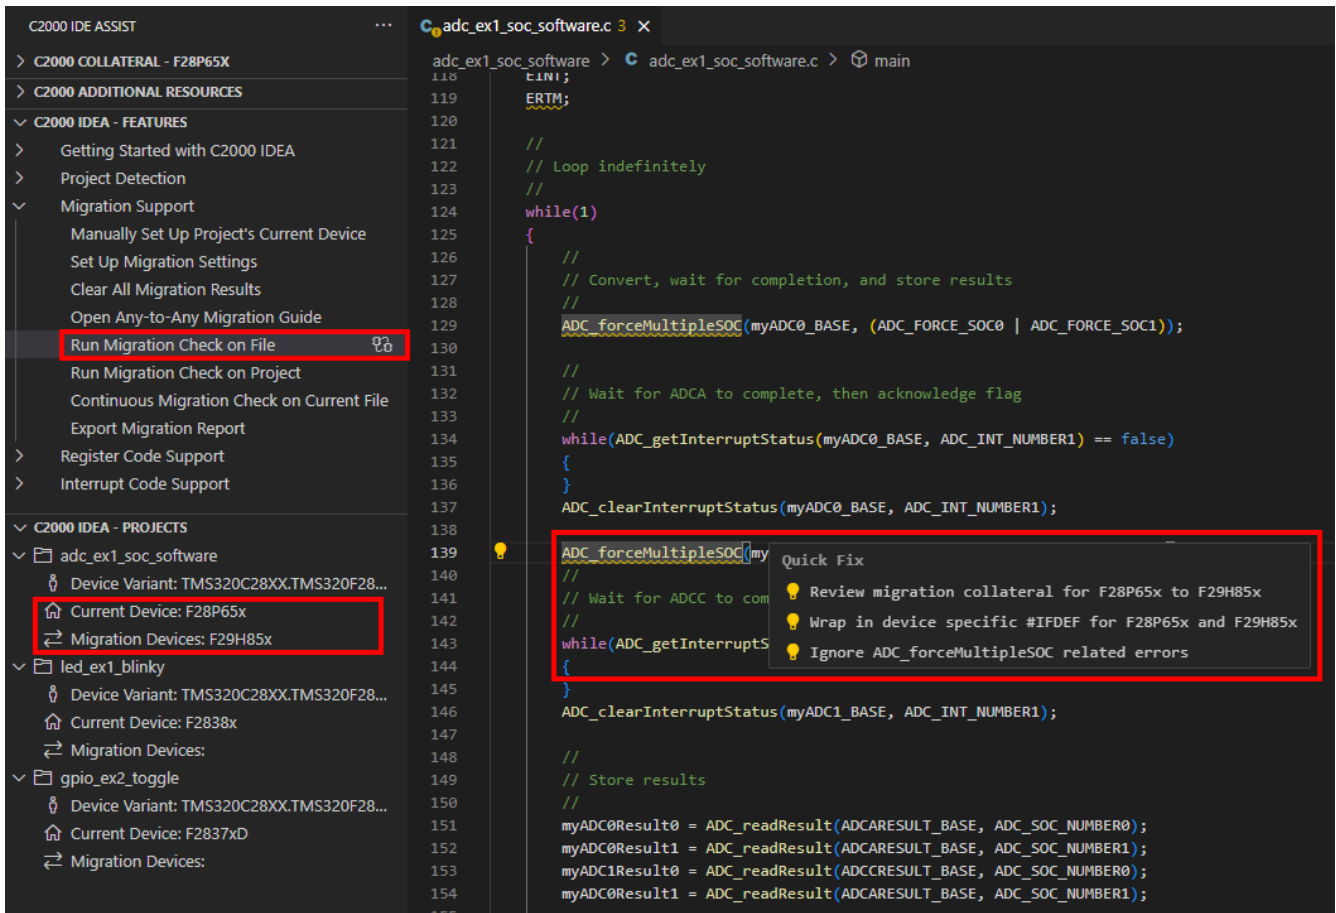 C2000 IDE ASSIST
C2000 COLLATERAL - F28P65X
C2000 ADDITIONAL RESOURCES
C2000 IDEA - FEATURES
Getting Started with C2000 IDEA
Project Detection
Migration Support
Manually Set Up Project's Current Device
Set Up Migration Settings
Clear All Migration Results
Open Any-to-Any Migration Guide
Run Migration Check on File
Run Migration Check on Project
Continuous Migration Check on Current File
Export Migration Report
Register Code Support
Interrupt Code Support
C2000 IDEA - PROJECTS
adc_ex1_soc_software
Device Variant: TMS320C28XX.TMS320F28...
Current Device: F28P65x
Migration Devices: F29H85x
led_ex1_blinky
Device Variant: TMS320C28XX.TMS320F28...
Current Device: F2838x
Migration Devices:
gpio_ex2_toggle
Device Variant: TMS320C28XX.TMS320F28...
Current Device: F2837xD
Migration Devices:
C adc_ex1_soc_software.c 3
adc_ex1_soc_software > C adc_ex1_soc_software.c > main
118 EINT;
119 ERTM;
120
121 //
122 // Loop indefinitely
123 //
124 while(1)
125 {
126 //
127 // Convert, wait for completion, and store results
128 //
129 ADC_forceMultipleSOC(myADC0_BASE, (ADC_FORCE_SOC0 | ADC_FORCE_SOC1));
130
131 //
132 // Wait for ADCA to complete, then acknowledge flag
133 //
134 while(ADC_getInterruptStatus(myADC0_BASE, ADC_INT_NUMBER1) == false)
135 {
136 }
137 ADC_clearInterruptStatus(myADC0_BASE, ADC_INT_NUMBER1);
138
139 ADC_forceMultipleSOC(my
140 //
141 // Wait for ADCC to com
142 //
143 while(ADC_getInterruptS
144 {
145 }
146 ADC_clearInterruptStatus(myADC1_BASE, ADC_INT_NUMBER1);
147
148 //
149 // Store results
150 //
151 myADC0Result0 = ADC_readResult(ADCARESULT_BASE, ADC_SOC_NUMBER0);
152 myADC0Result1 = ADC_readResult(ADCARESULT_BASE, ADC_SOC_NUMBER1);
153 myADC1Result0 = ADC_readResult(ADCCRESULT_BASE, ADC_SOC_NUMBER0);
154 myADC0Result1 = ADC_readResult(ADCARESULT_BASE, ADC_SOC_NUMBER1);
Quick Fix
Review migration collateral for F28P65x to F29H85x
Wrap in device specific #IFDEF for F28P65x and F29H85x
Ignore ADC_forceMultipleSOC related errors